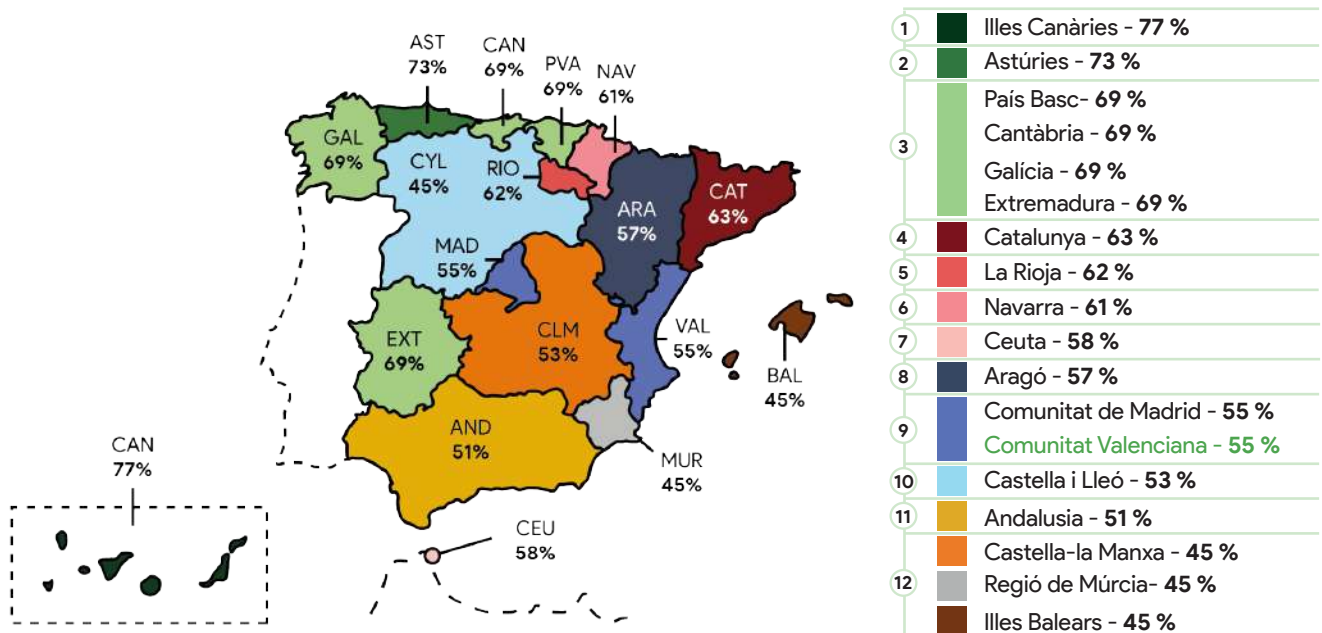 AST
73%
CAN
69%
PVA
69%
NAV
61%
GAL
69%
CYL
45%
RIO
62%
ARA
57%
CAT
63%
MAD
55%
EXT
69%
CLM
53%
VAL
55%
BAL
45%
AND
51%
MUR
45%
CAN
77%
CEU
58%
1 Illes Canàries - 77 %
2 Astúries - 73 %
3
País Basc- 69 %
Cantàbria - 69 %
Galícia - 69 %
Extremadura - 69 %
4 Catalunya - 63 %
5 La Rioja - 62 %
6 Navarra - 61 %
7 Ceuta - 58 %
8 Aragó - 57 %
9
Comunitat de Madrid - 55 %
Comunitat Valenciana - 55 %
10 Castella i Lleó - 53 %
11 Andalusia - 51 %
12
Castella-la Manxa - 45 %
Regió de Múrcia- 45 %
Illes Balears - 45 %